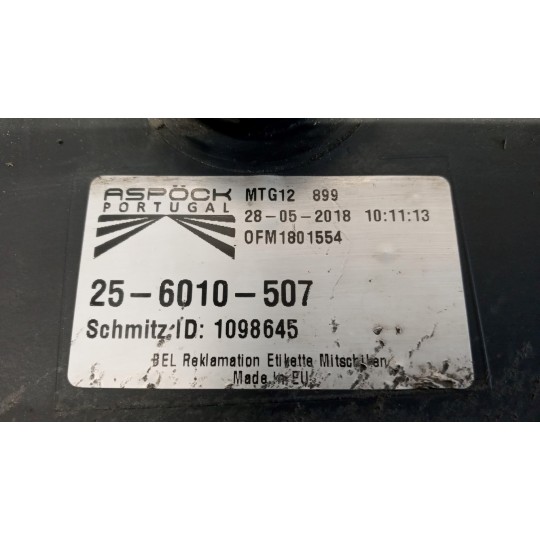 ASPÖCK
PORTUGAL
MTG12 899
28-05-2018 10:11:13
OFM1801554
25-6010-507
Schmitz ID: 1098645
BEL Reklamation Etikette Mitschiken
Made in EU